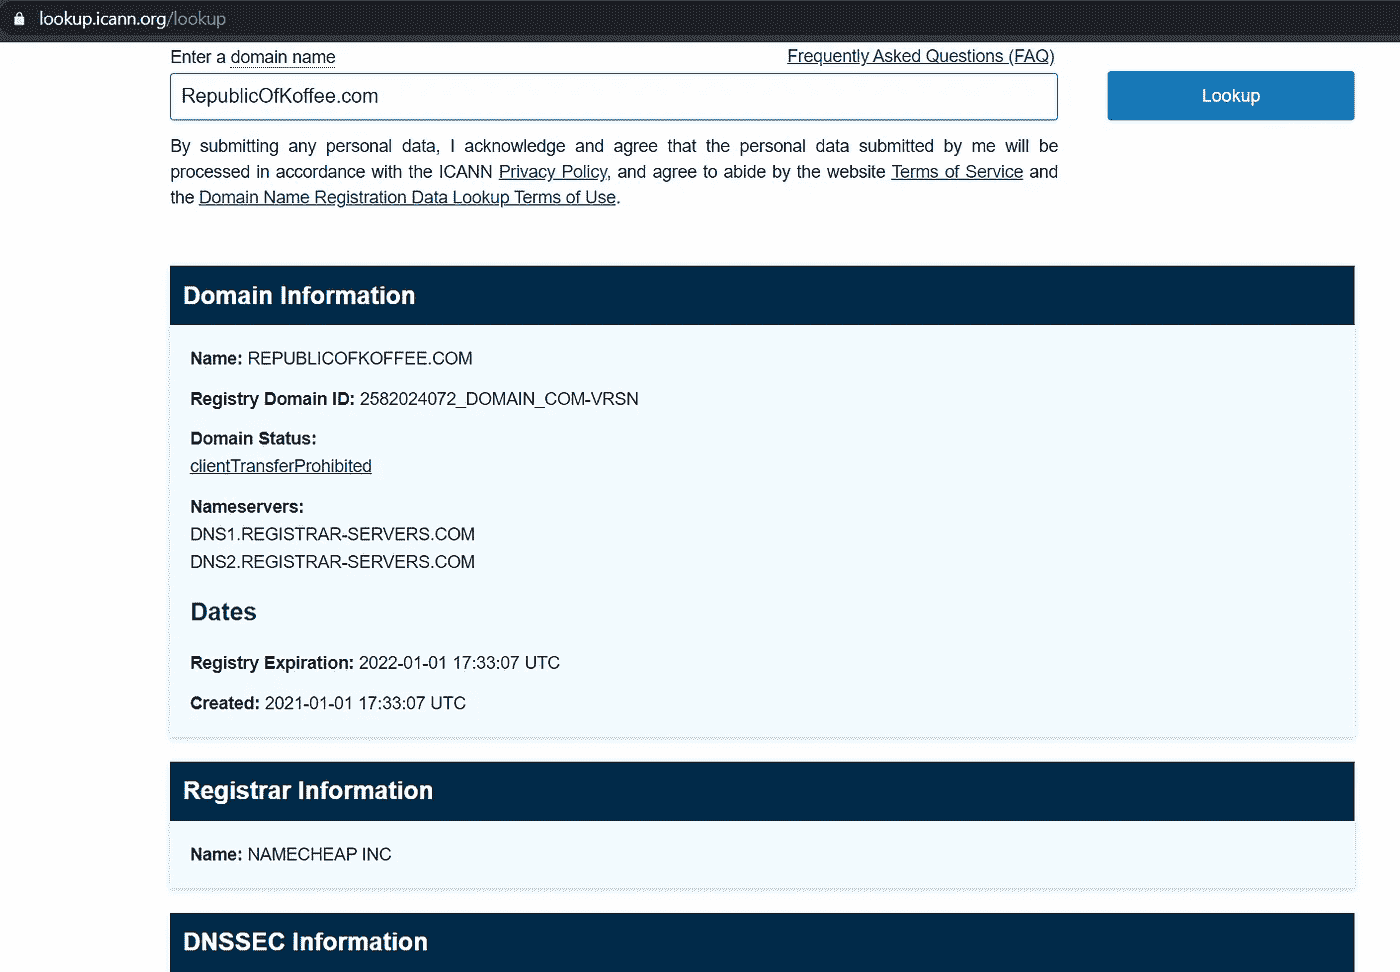 lookup.icann.org/lookup
Enter a domain name
Frequently Asked Questions (FAQ)
RepublicOfKoffee.com
Lookup
By submitting any personal data, I acknowledge and agree that the personal data submitted by me will be
processed in accordance with the ICANN Privacy Policy, and agree to abide by the website Terms of Service and
the Domain Name Registration Data Lookup Terms of Use.
Domain Information
Name: REPUBLICOFKOFFEE.COM
Registry Domain ID: 2582024072_DOMAIN_COM-VRSN
Domain Status:
clientTransferProhibited
Nameservers:
DNS1.REGISTRAR-SERVERS.COM
DNS2.REGISTRAR-SERVERS.COM
Dates
Registry Expiration: 2022-01-01 17:33:07 UTC
Created: 2021-01-01 17:33:07 UTC
Registrar Information
Name: NAMECHEAP INC
DNSSEC Information